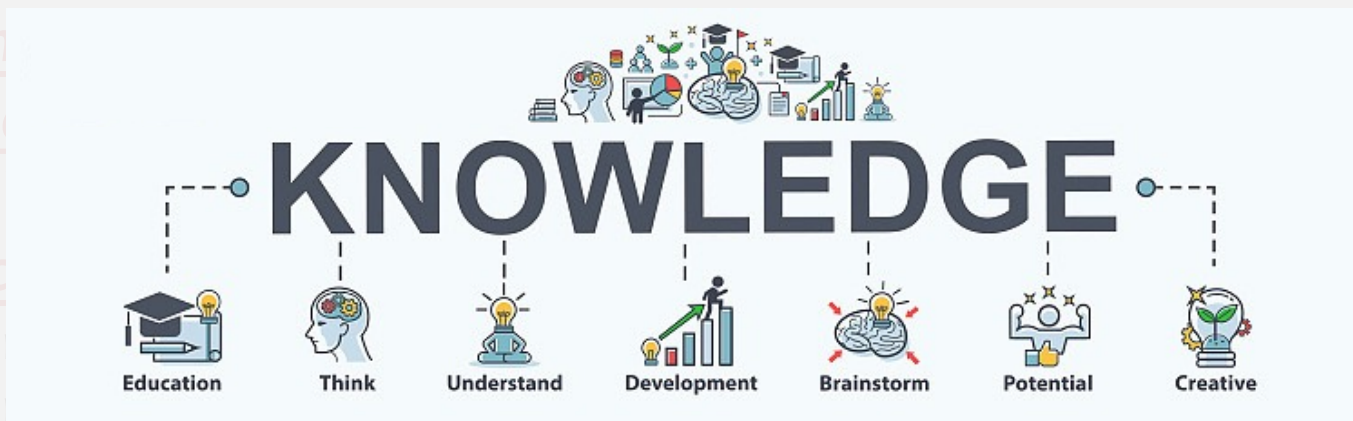 KNOWLEDGE
Education Think Understand Development Brainstorm Potential Creative